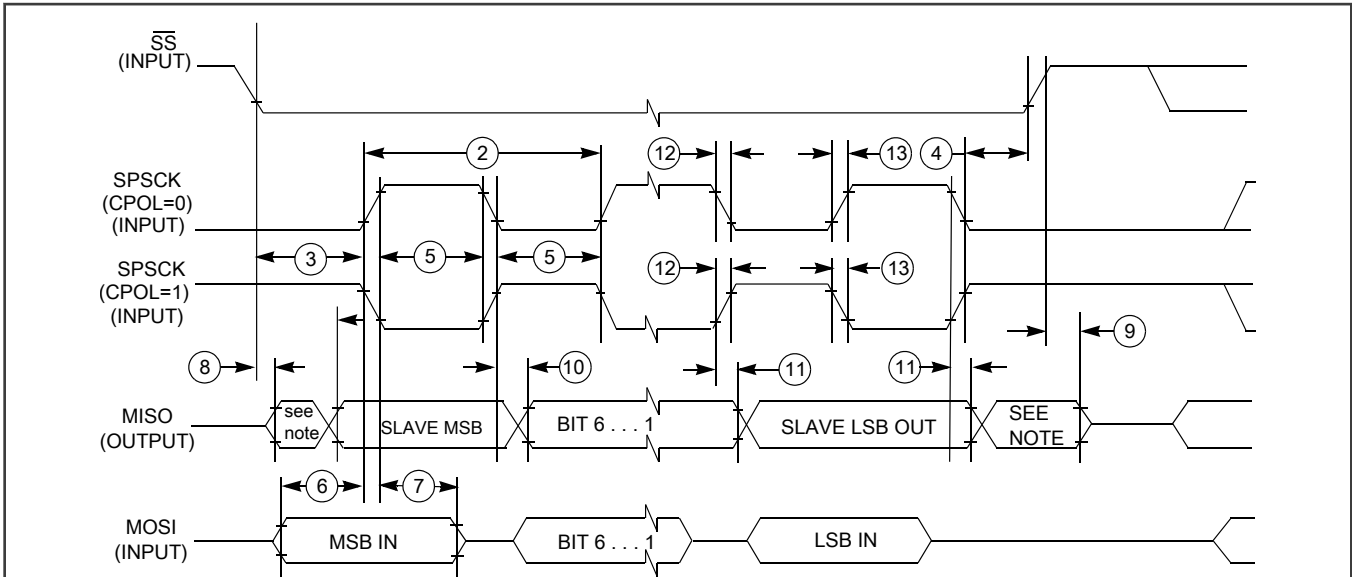 SS
(INPUT)
2
12
13
4
SPSCK
(CPOL=0)
(INPUT)
3
5
5
SPSCK
(CPOL=1)
(INPUT)
12
13
8
10
11
11
9
MISO
(OUTPUT)
see
note
SLAVE MSB
BIT 6 . . . 1
SLAVE LSB OUT
SEE
NOTE
6
7
MOSI
(INPUT)
MSB IN
BIT 6 . . . 1
LSB IN